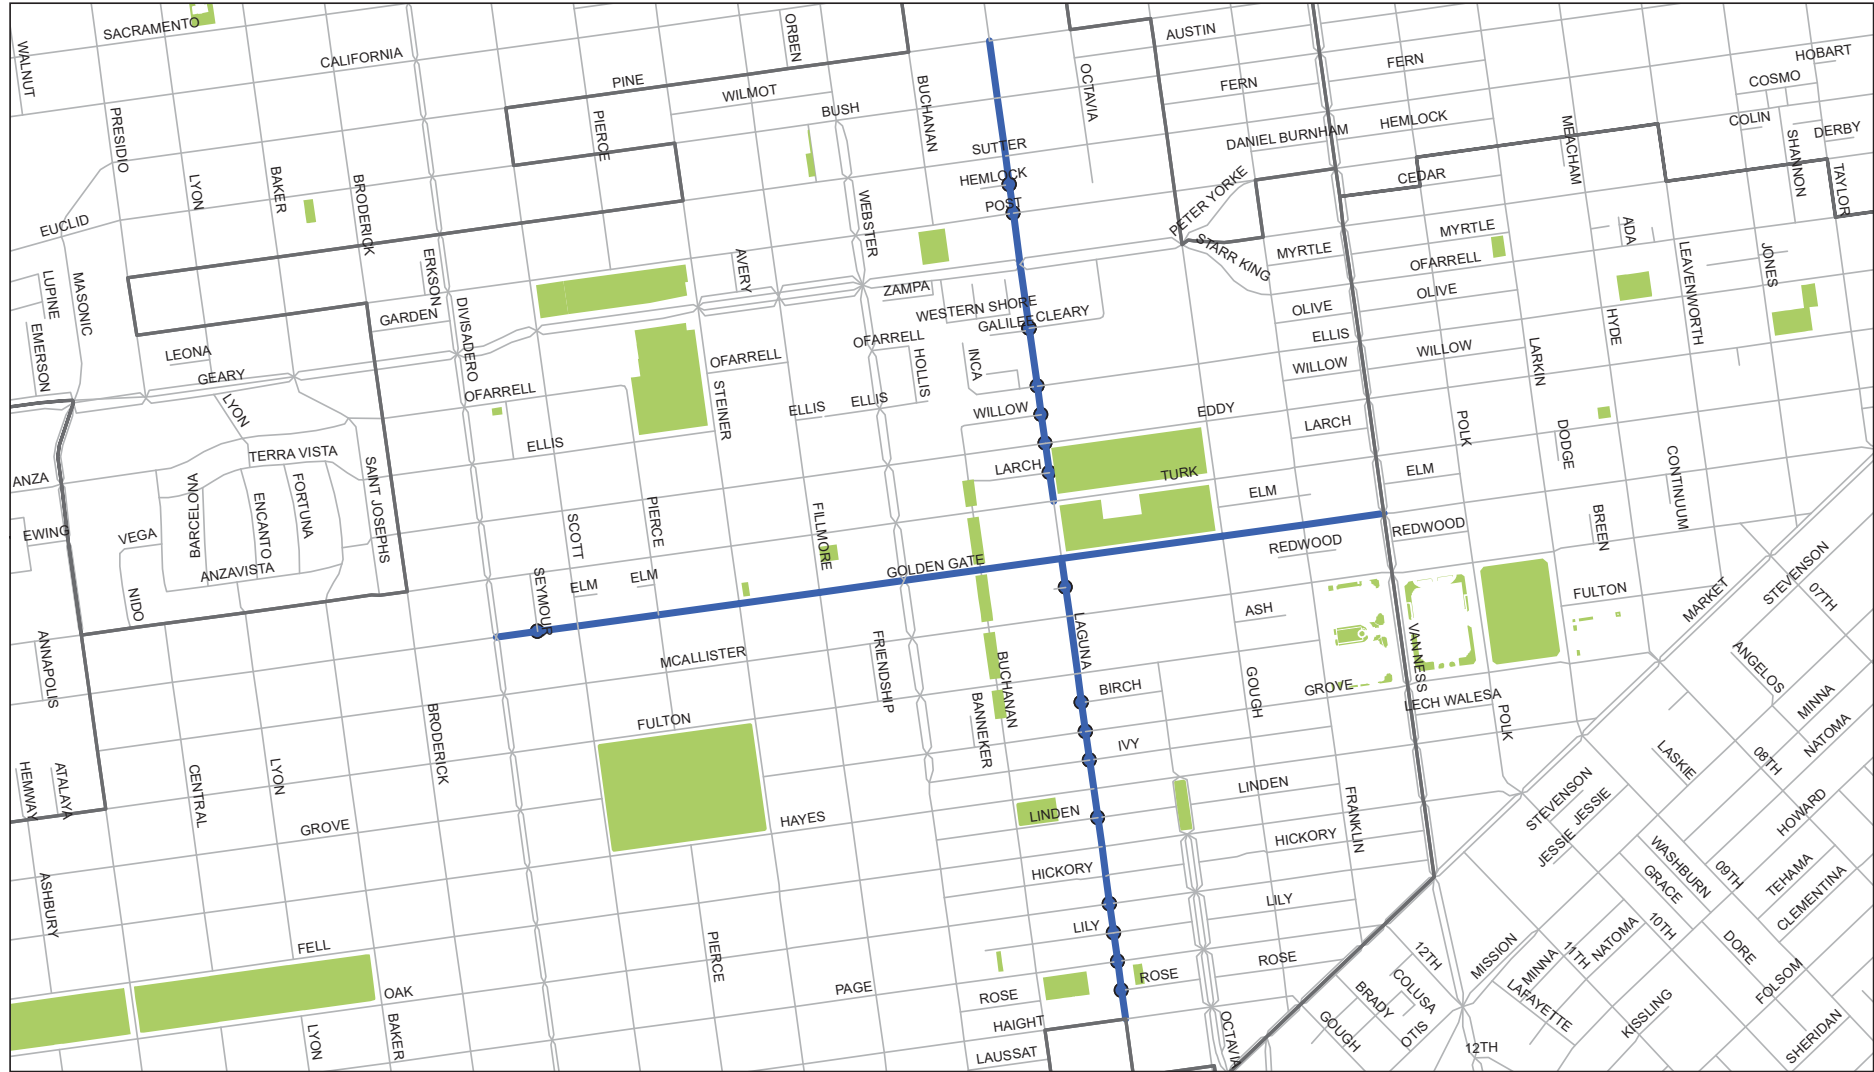 SACRAMENTO
WALNUT
CALIFORNIA
ORBEN
AUSTIN
HOBART
PINE
WILMOT
BUSH
BUCHANAN
OCTAVIA
FERN
FERN
COSMO
PRESIDIO
PIERCE
SUTTER
DANIEL BURNHAM
HEMLOCK
MEACHAM
COLIN
SHANNON
DERBY
LYON
BAKER
BRODERICK
HEMLOCK
POST
PETER YORKE
CEDAR
TAYLOR
EUCLID
WEBSTER
STARR KING
MYRTLE
MYRTLE
ADA
LUPINE
MASONIC
ERKSON
AVERY
ZAMPA
OFARRELL
LEAVENWORTH
JONES
EMERSON
GARDEN
DIVISADERO
WESTERN SHORE
GALILEE
CLEARY
OLIVE
OLIVE
HYDE
LEONA
OFARRELL
OFARRELL
HOLLIS
INCA
ELLIS
WILLOW
WILLOW
LARKIN
GEARY
LYON
OFARRELL
STEINER
ELLIS
ELLIS
WILLOW
EDDY
LARCH
POLK
DODGE
CONTINUUM
ANZA
TERRA VISTA
ELLIS
LARCH
TURK
ELM
ELM
BARCELONA
ENCANTO
FORTUNA
SAINT JOSEPHS
EWING
VEGA
SCOTT
PIERCE
FILLMORE
REDWOOD
REDWOOD
BREEN
ANZAVISTA
NIDO
SEYMOUR
ELM
ELM
GOLDEN GATE
ASH
FULTON
MARKET
STEVENSON
07TH
ANNAPOLIS
MCALLISTER
FRIENDSHIP
LAGUNA
BUCHANAN
BANNEKER
BIRCH
GOUGH
GROVE
VAN NESS
LECH WALESA
POLK
ANGELOS
MINA
BRODERICK
FULTON
IVY
NATOMA
HEMWAY
ATALAYA
CENTRAL
LYON
LASKIE
08TH
GROVE
HAYES
LINDEN
LINDEN
FRANKLIN
STEVENSON
JESSIE
JESSIE
HOWARD
HICKORY
HICKORY
WASHBURN
GRACE
09TH
TEHAMA
CLEMENTINA
ASHBURY
LILY
LILY
10TH
FELL
PIERCE
ROSE
ROSE
12TH
MISSION
MINNA
11TH
NATOMA
DORE
OAK
PAGE
ROSE
BRADY
COLUSA
LAFAYETTE
FOLSOM
LYON
BAKER
HAIGHT
LAUSSAT
OCTAVIA
GOUGH
OTIS
12TH
KISSLING
SHERIDAN